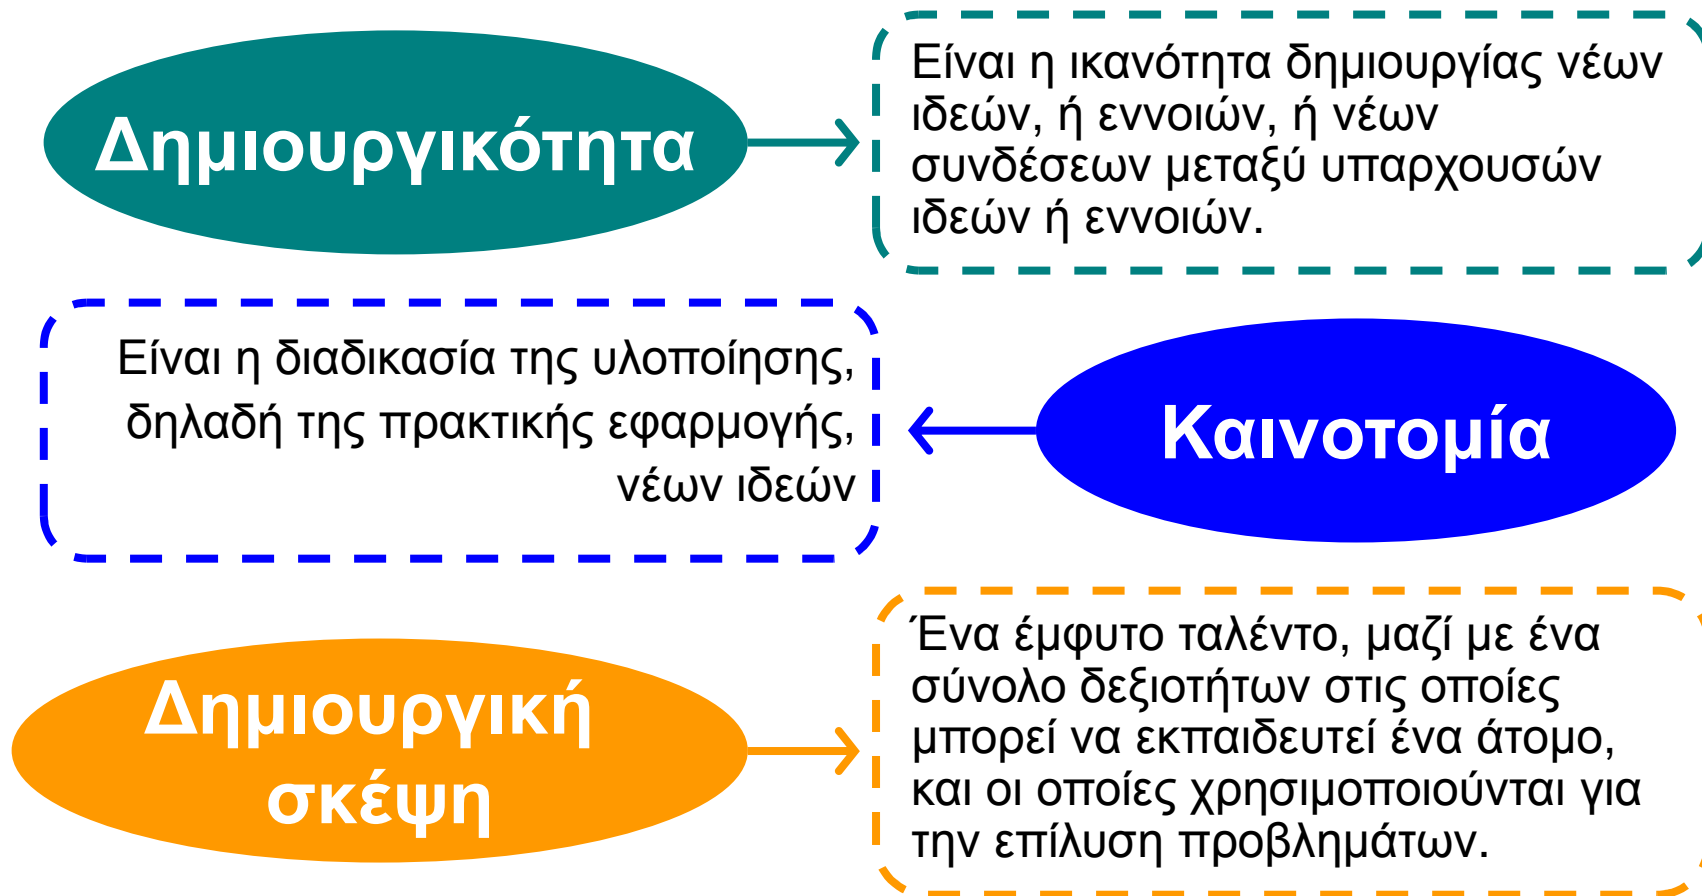 Δημιουργικότητα
Είναι η ικανότητα δημιουργίας νέων
ιδεών, ή εννοιών, ή νέων
συνδέσεων μεταξύ υπαρχουσών
ιδεών ή εννοιών.
Είναι η διαδικασία της υλοποίησης,
δηλαδή της πρακτικής εφαρμογής,
νέων ιδεών
Καινοτομία
Δημιουργική
σκέψη
Ένα έμφυτο ταλέντο, μαζί με ένα
σύνολο δεξιοτήτων στις οποίες
μπορεί να εκπαιδευτεί ένα άτομο,
και οι οποίες χρησιμοποιούνται για
την επίλυση προβλημάτων.